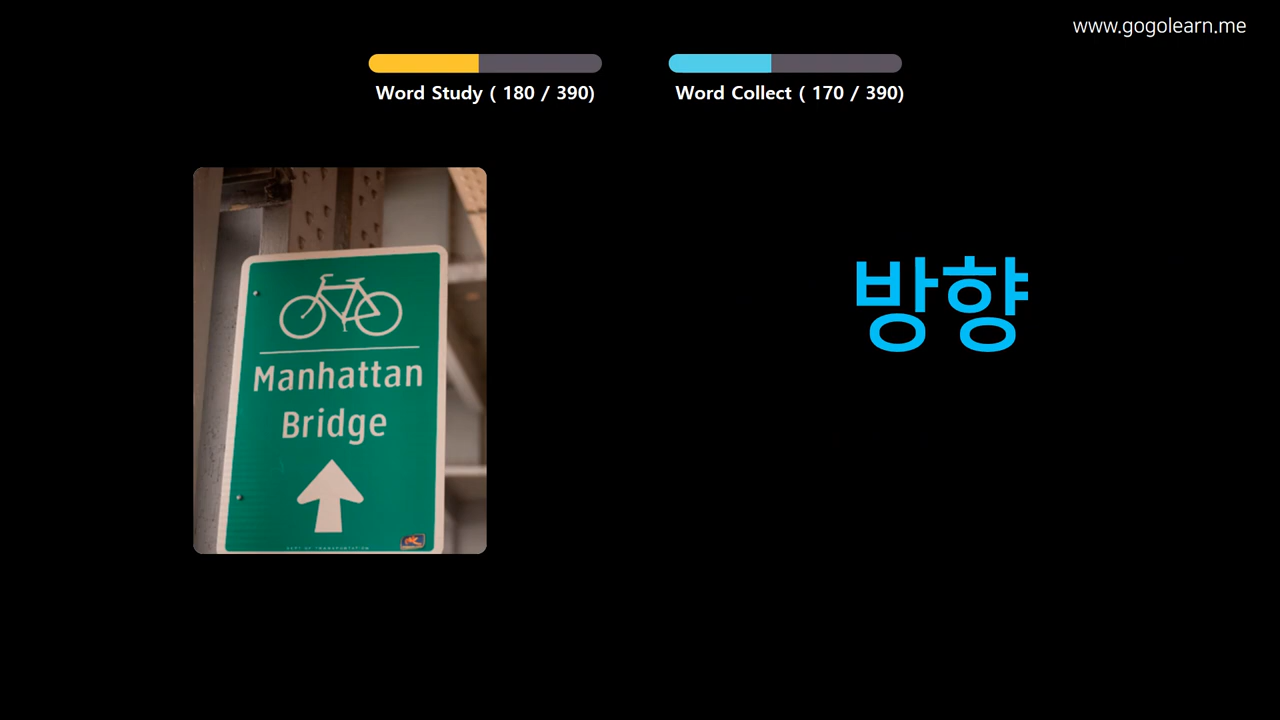 www.gogolearn.me
Word Study ( 180 / 390)
Word Collect ( 170 / 390)
방향
Manhattan
Bridge